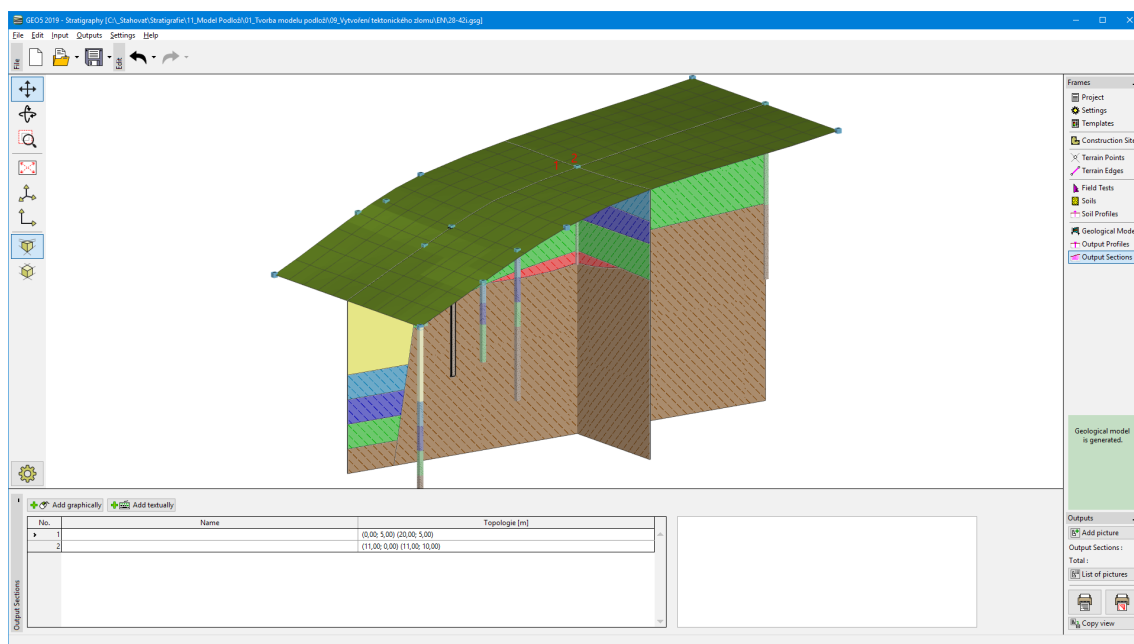 GEO5 2019 - Stratigraphy [C:\_Stahovat\Stratigrafie\11_Model Podloží\01_Tvorba modelu podloží\09_Vytvoření tektonického zlomu\EN\28-42i.gsg]
File Edit Input Outputs Settings Help
File
Edit
Frames
Project
Settings
Templates
Construction Site
Terrain Points
Terrain Edges
Field Tests
Soils
Soil Profiles
Geological Mode
Output Profiles
Output Sections
1 2
Geological model
is generated.
Add graphically Add textually
No. Name Topologie [m]
1 (0,00; 5,00) (20,00; 5,00)
2 (11,00; 0,00) (11,00; 10,00)
Output Sections
Outputs
Add picture
Output Sections :
Total :
List of pictures
Copy view